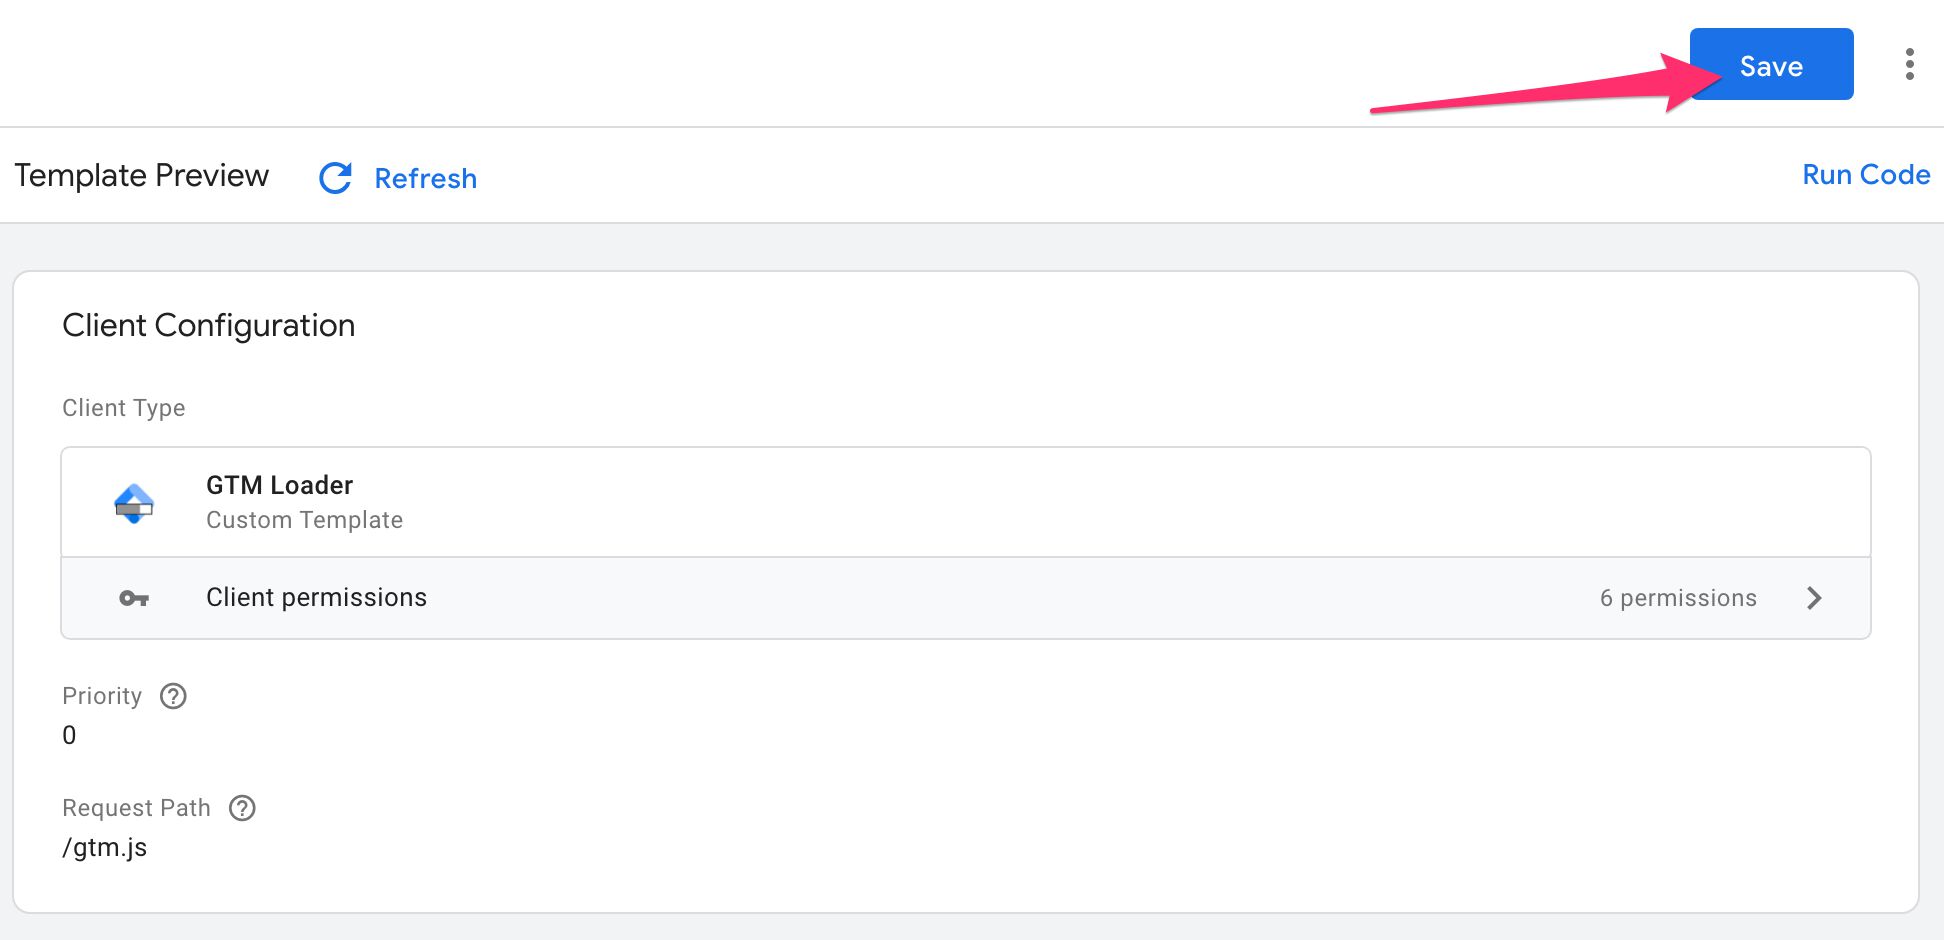 Save
Template Preview
Refresh
Run Code
Client Configuration
Client Type
GTM Loader
Custom Template
Client permissions
6 permissions
Priority
0
Request Path
/gtm.js